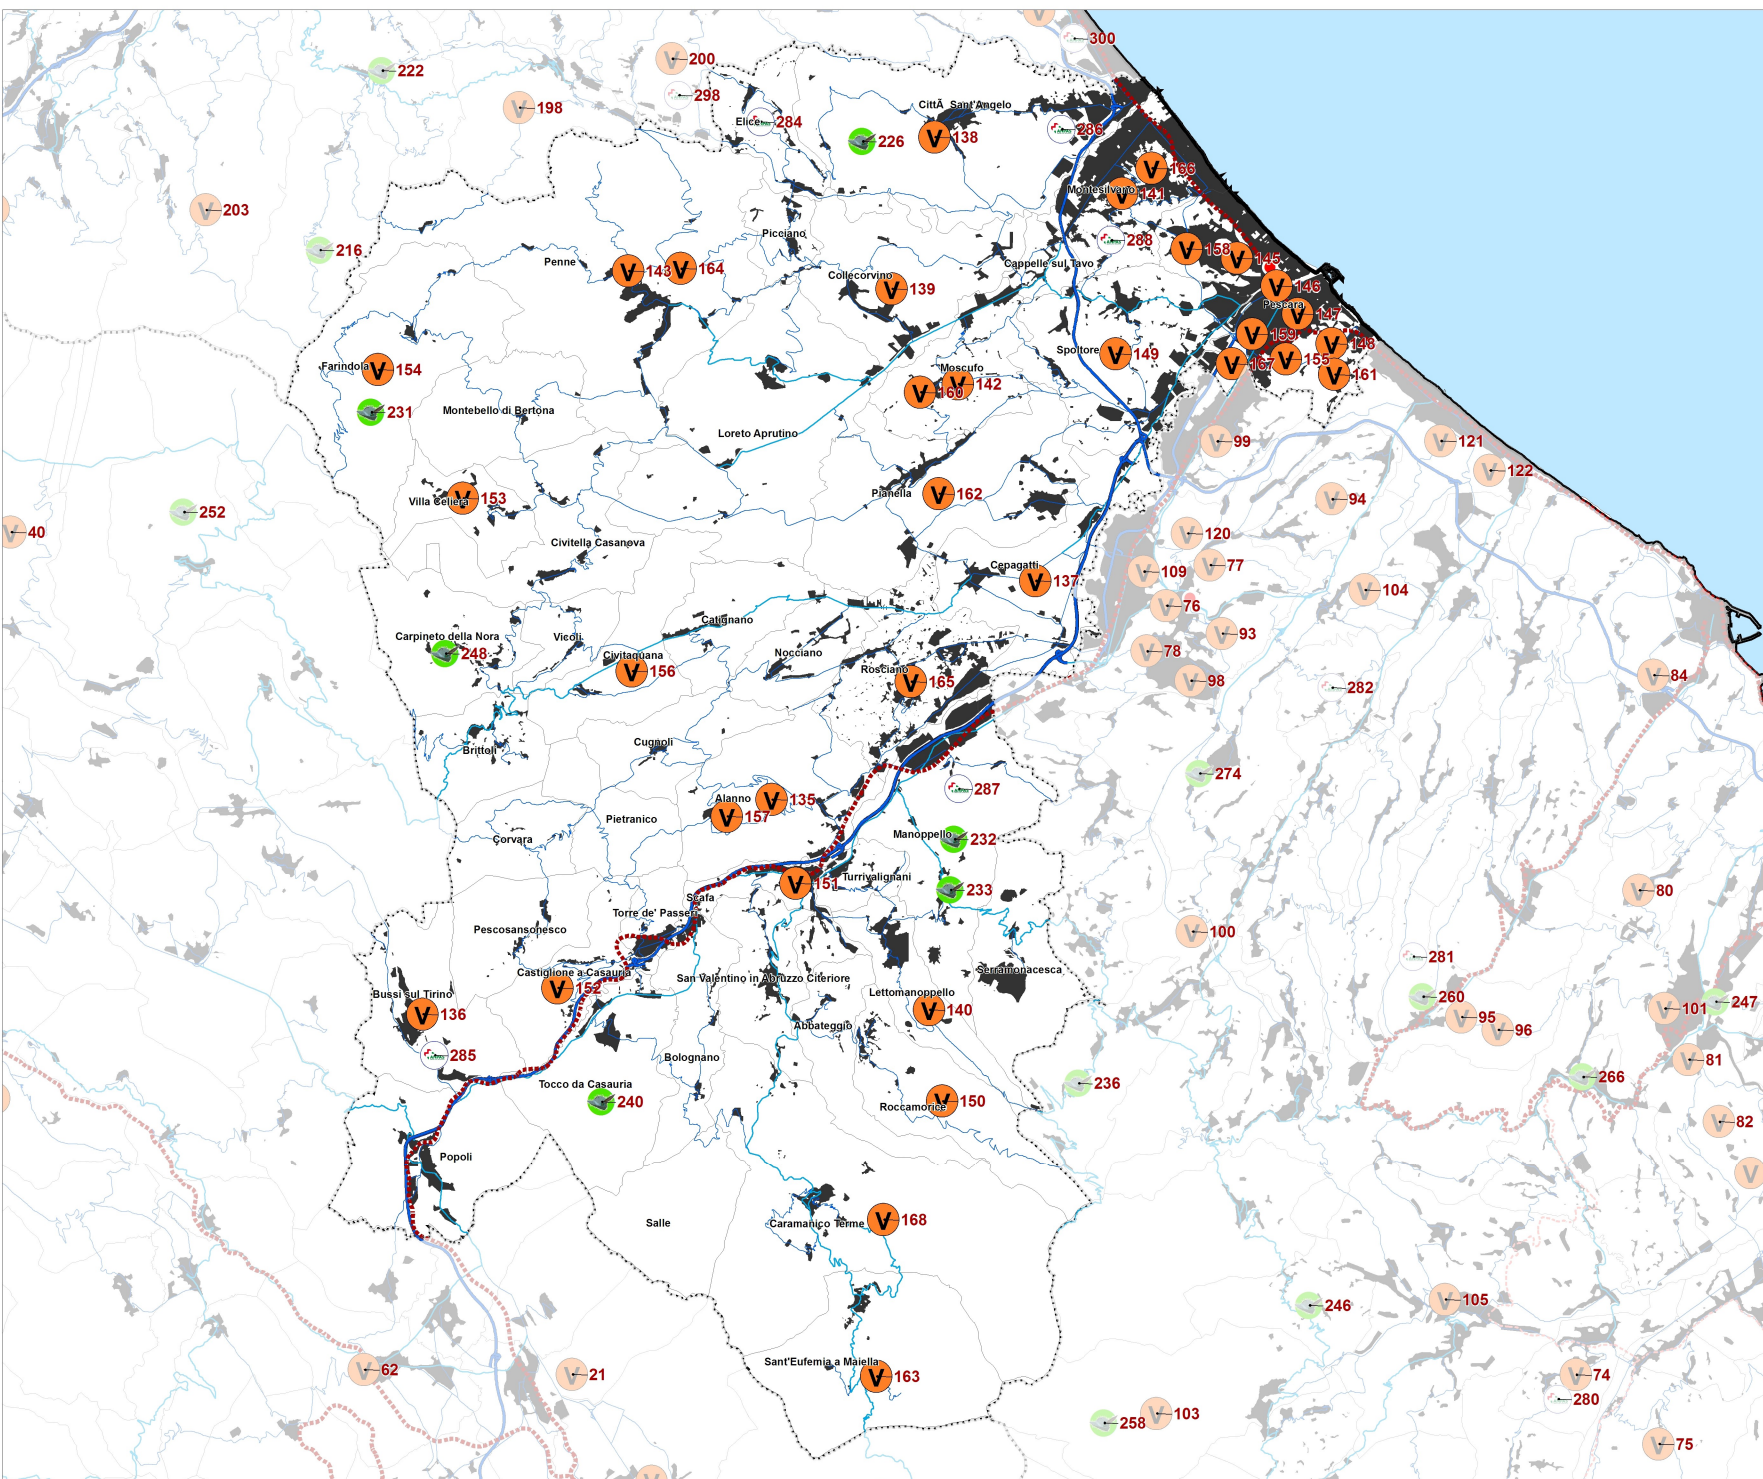 300
222
200
298
198
Elice
284
Città Sant'Angelo
226
138
286
166
Montesilvano
141
203
216
Picciano
288
158
145
Penne
143
164
Collecorvino
139
Cappelle sul Tavo
146
Pescara
147
159
148
Spoltore
149
167
155
161
Farindola
154
Moscufo
142
160
231
Montebello di Bertona
Loreto Aprutino
99
121
122
Villa Celiera
153
Pianella
162
94
252
40
120
Civitella Casanova
Cepagatti
137
109
77
104
76
Catignano
93
Carpineto della Nora
248
Vicoli
Civitaquana
156
Nocciano
Rosciano
165
78
98
282
84
Brittoli
Cugnoli
274
287
Alanno
135
157
Pietranico
Corvara
Manoppello
232
151
Turrivalignani
233
80
Scafa
Torre de' Passeri
Pescosansonesco
100
281
Castiglione a Casauria
152
San Valentino in Abruzzo Citeriore
Serramonacesca
Bussi sul Tirino
136
Lettomanoppello
140
260
95
96
101
247
Abbateggio
285
Bolognano
81
Tocco da Casauria
240
236
266
Roccamorice
150
82
Popoli
Salle
Caramanico Terme
168
246
105
62
21
Sant'Eufemia a Maiella
163
74
280
258
103
75